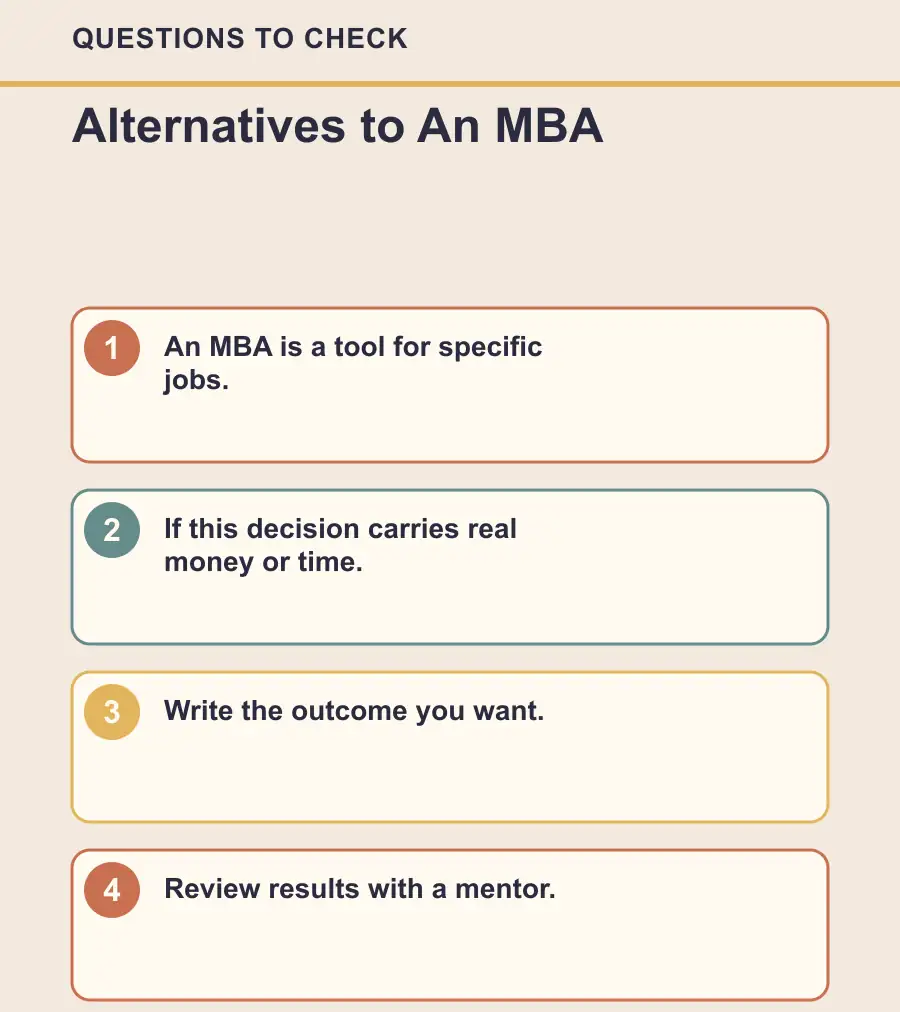 QUESTIONS TO CHECK
Alternatives to An MBA
1
An MBA is a tool for specific
jobs.
2
If this decision carries real
money or time.
3
Write the outcome you want.
4
Review results with a mentor.